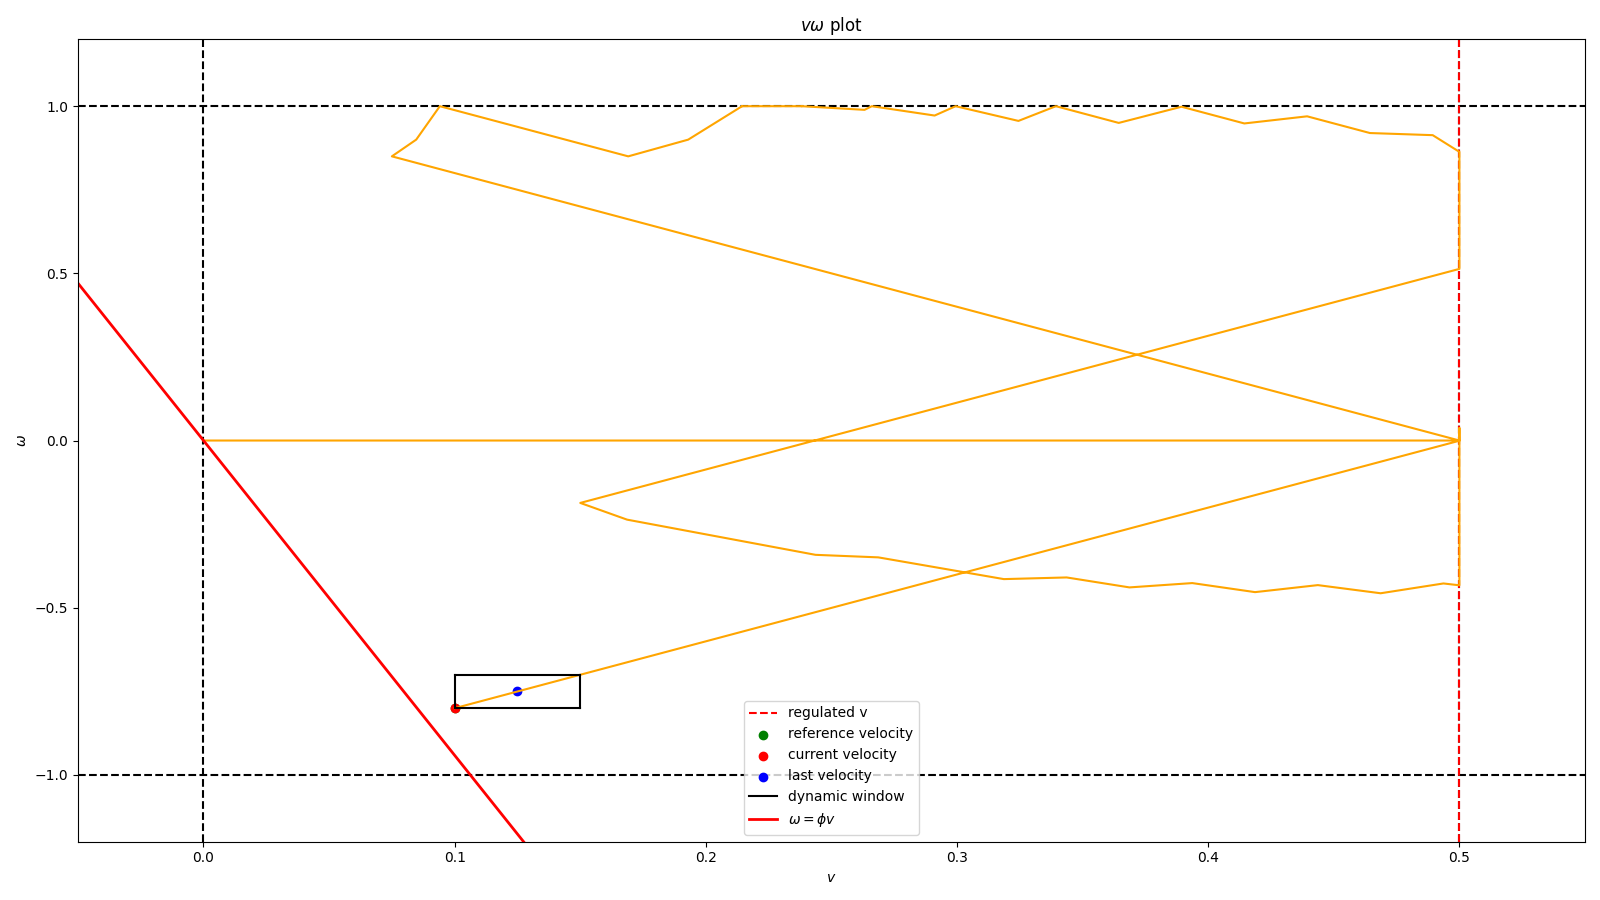 vω plot
1.0
0.5
0.0
−0.5
−1.0
ω
regulated v
reference velocity
current velocity
last velocity
dynamic window
ω = ϕv
0.0 0.1 0.2 0.3 0.4 0.5
v